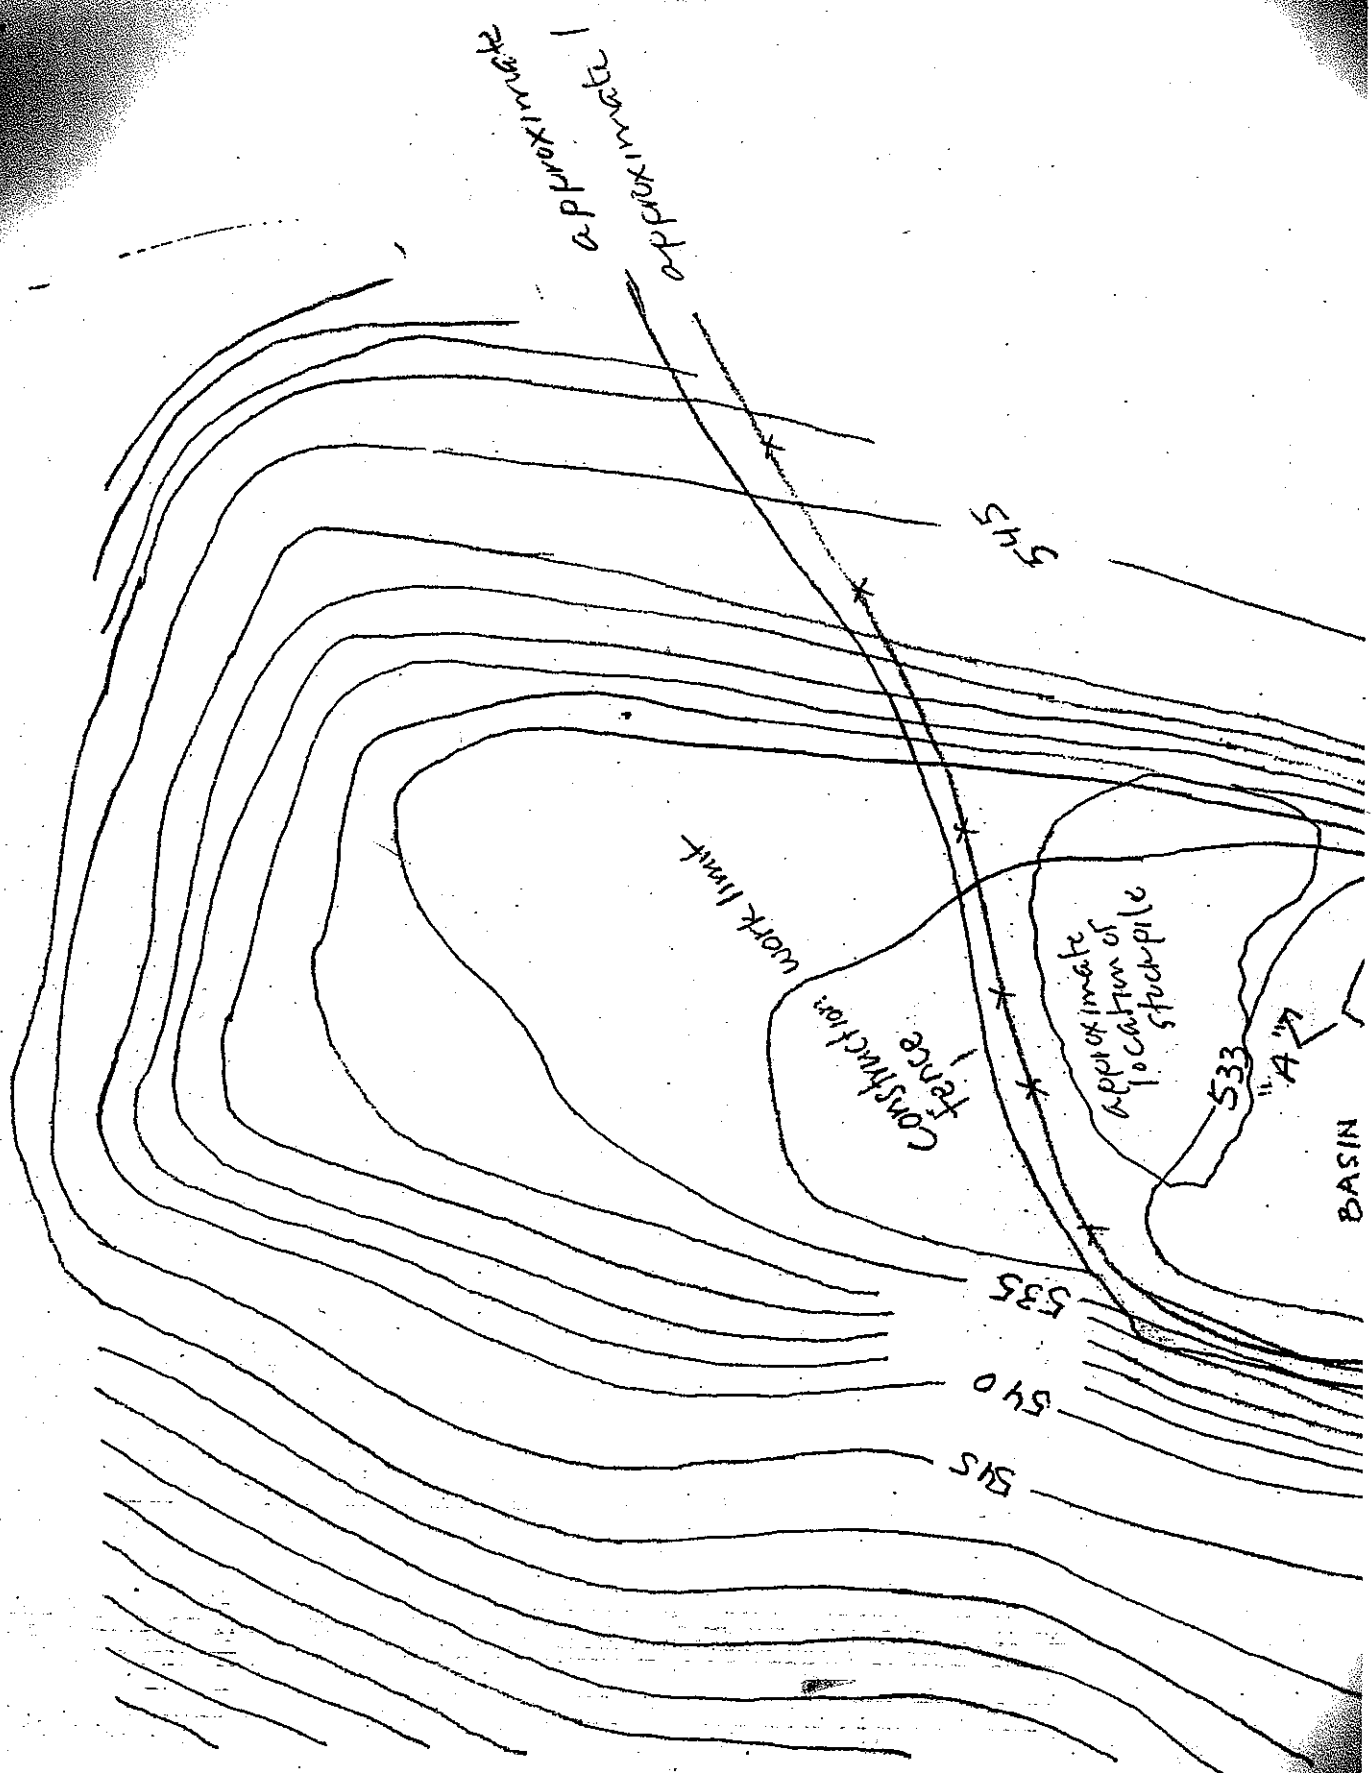 approximate
approximate l
545
work limit
construction
fence
approximate
location of
stockpile
533
"A"
BASIN
535
540
545